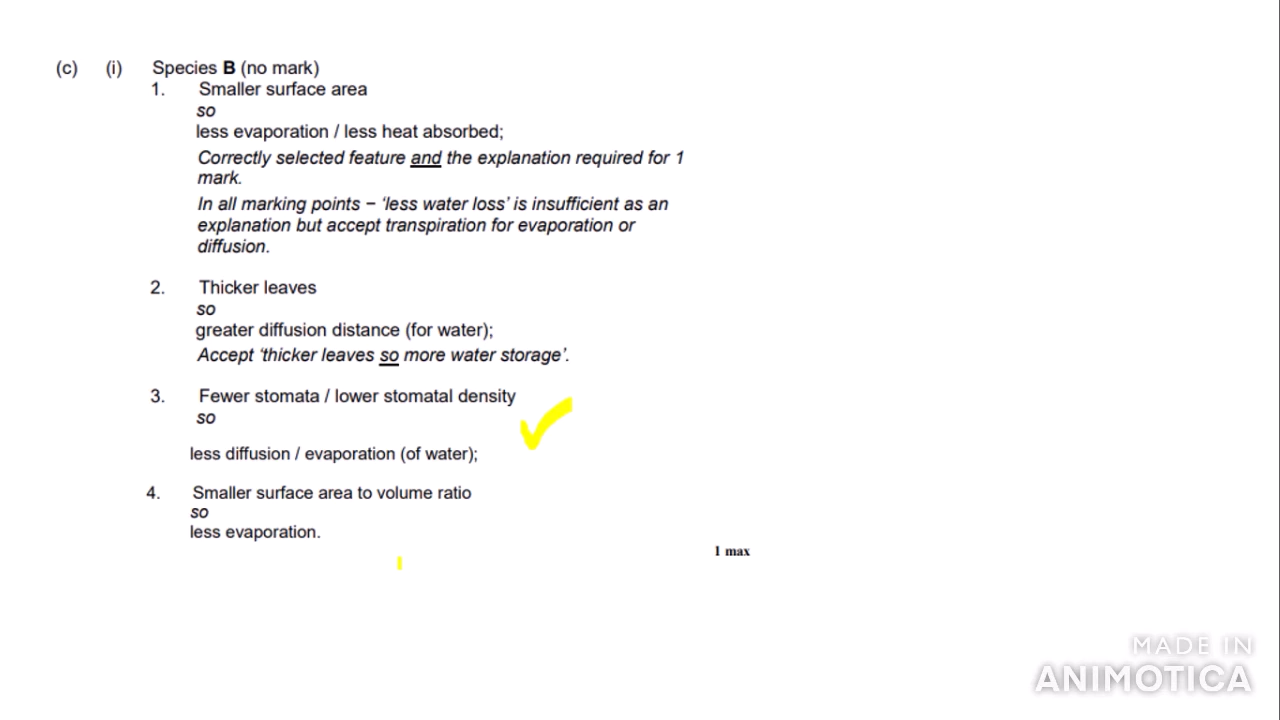 (c) (i) Species B (no mark)
1. Smaller surface area
so
less evaporation / less heat absorbed;
Correctly selected feature and the explanation required for 1
mark.
In all marking points − ‘less water loss’ is insufficient as an
explanation but accept transpiration for evaporation or
diffusion.
2. Thicker leaves
so
greater diffusion distance (for water);
Accept ‘thicker leaves so more water storage’.
3. Fewer stomata / lower stomatal density
so
less diffusion / evaporation (of water);
4. Smaller surface area to volume ratio
so
less evaporation.
1 max
MADE IN
ANIMOTICA